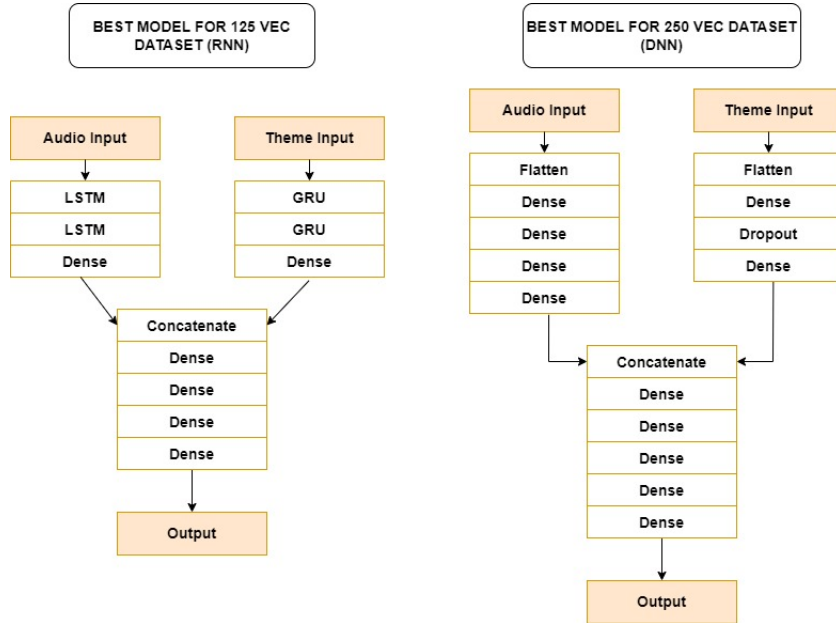 BEST MODEL FOR 125 VEC
DATASET (RNN)
Audio Input
Theme Input
LSTM
LSTM
Dense
GRU
GRU
Dense
Concatenate
Dense
Dense
Dense
Dense
Output
BEST MODEL FOR 250 VEC DATASET
(DNN)
Audio Input
Theme Input
Flatten
Dense
Dense
Dense
Dense
Flatten
Dense
Dropout
Dense
Concatenate
Dense
Dense
Dense
Dense
Dense
Output